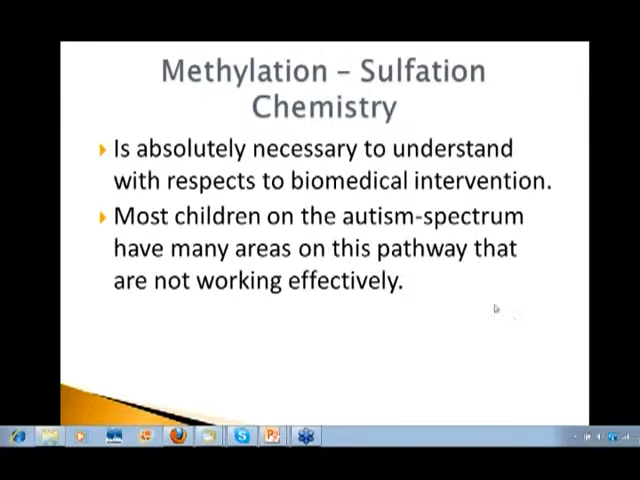 Methylation – Sulfation
Chemistry
Is absolutely necessary to understand
with respects to biomedical intervention.
Most children on the autism-spectrum
have many areas on this pathway that
are not working effectively.